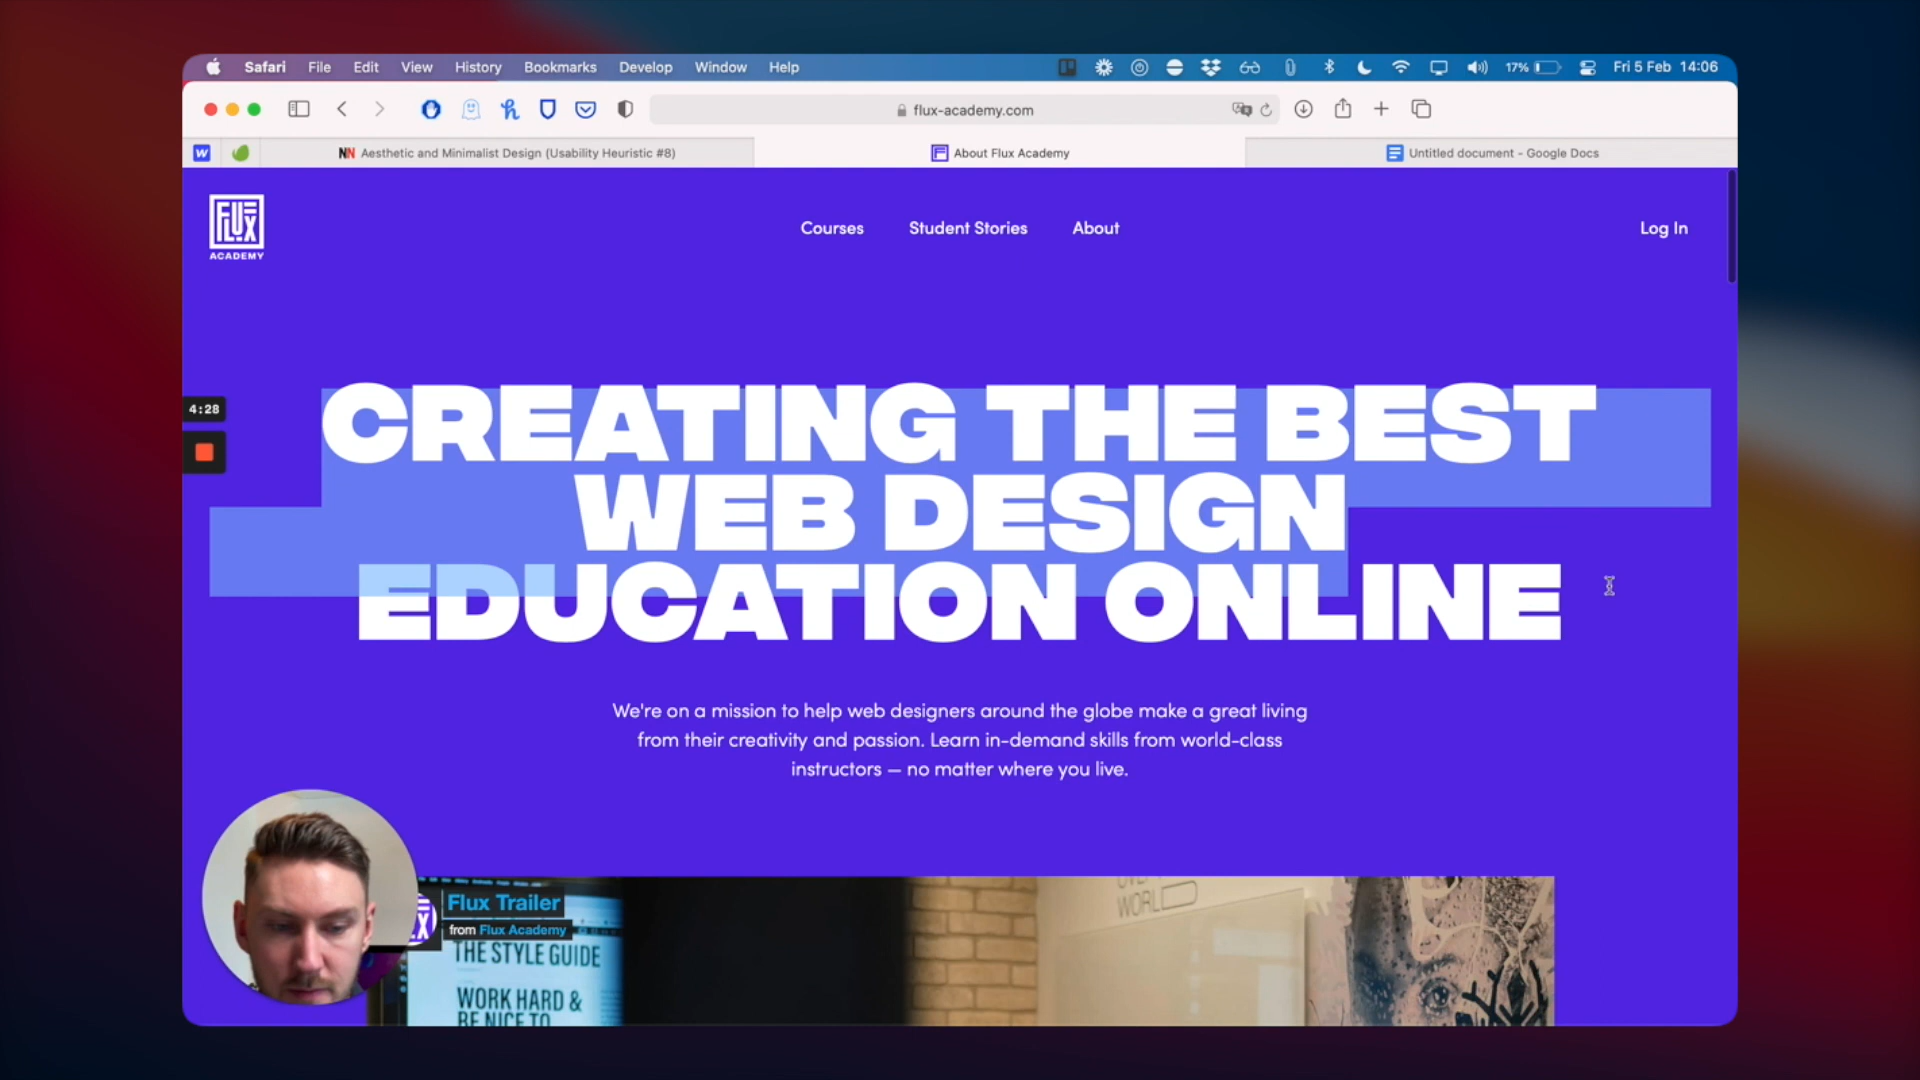 Safari File Edit View History Bookmarks Develop Window Help 17% Fri 5 Feb 14:06
flux-academy.com
Aesthetic and Minimalist Design (Usability Heuristic #8) About Flux Academy Untitled document - Google Docs
FLUX
ACADEMY
Courses Student Stories About Log In
4:28
CREATING THE BEST
WEB DESIGN
EDUCATION ONLINE
We're on a mission to help web designers around the globe make a great living
from their creativity and passion. Learn in-demand skills from world-class
instructors — no matter where you live.
Flux Trailer
from Flux Academy
THE STYLE GUIDE
WORK HARD &
BE NICE TO
WORLD